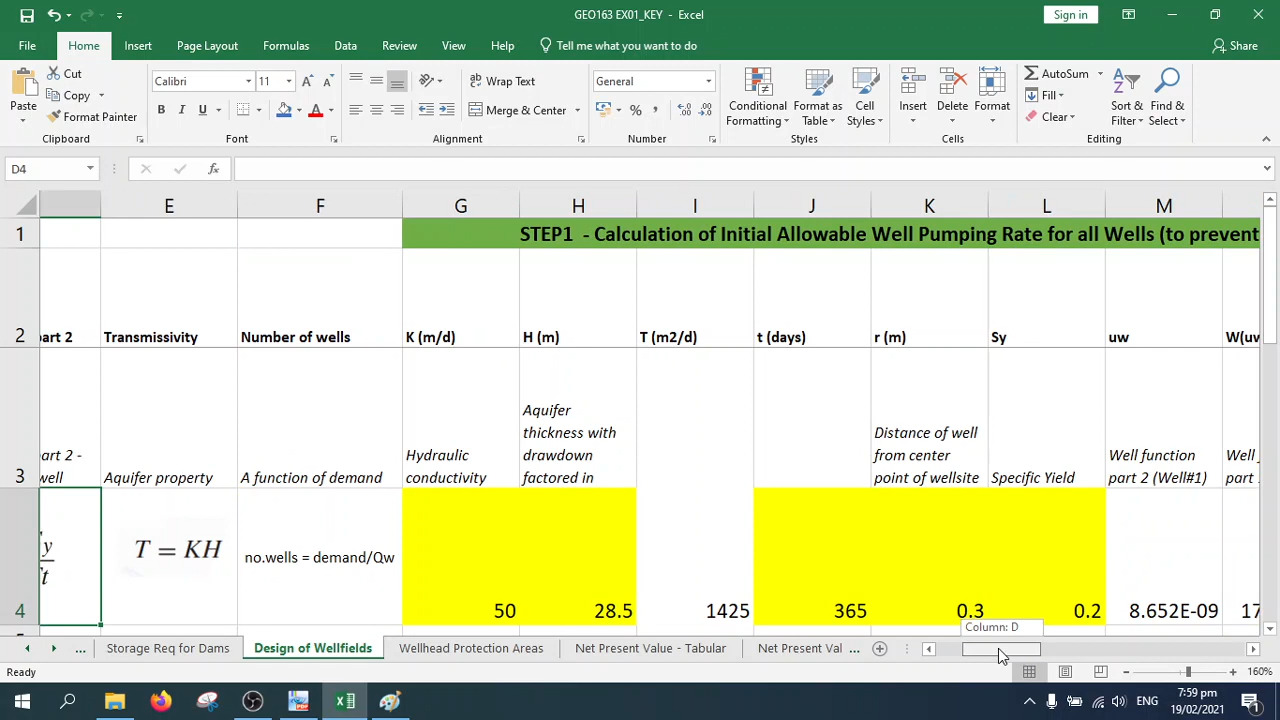 GEO163 EX01_KEY - Excel
Sign in
File Home Insert Page Layout Formulas Data Review View Help Tell me what you want to do Share
Paste
Cut
Copy
Format Painter
Clipboard
Calibri 11
B I U
Font
Wrap Text
Merge & Center
Alignment
General
Number
Conditional Formatting
Format as Table
Cell Styles
Styles
Insert
Delete
Format
Cells
AutoSum
Fill
Clear
Sort & Filter
Find & Select
Editing
D4
fx
E F G H I J K L M
1 STEP1 - Calculation of Initial Allowable Well Pumping Rate for all Wells (to prevent
2 part 2 Transmissivity Number of wells K (m/d) H (m) T (m2/d) t (days) r (m) Sy uw W(uw
3 part 2 - well Aquifer property A function of demand Hydraulic conductivity Aquifer thickness with drawdown factored in Distance of well from center point of wellsite Specific Yield Well function part 2 (Well#1) Well part
4 T = KH no.wells = demand/Qw 50 28.5 1425 365 0.3 0.2 8.652E-09 17
Column: D
... Storage Req for Dams Design of Wellfields Wellhead Protection Areas Net Present Value - Tabular Net Present Val ...
Ready
160%
ENG
7:59 pm
19/02/2021
1